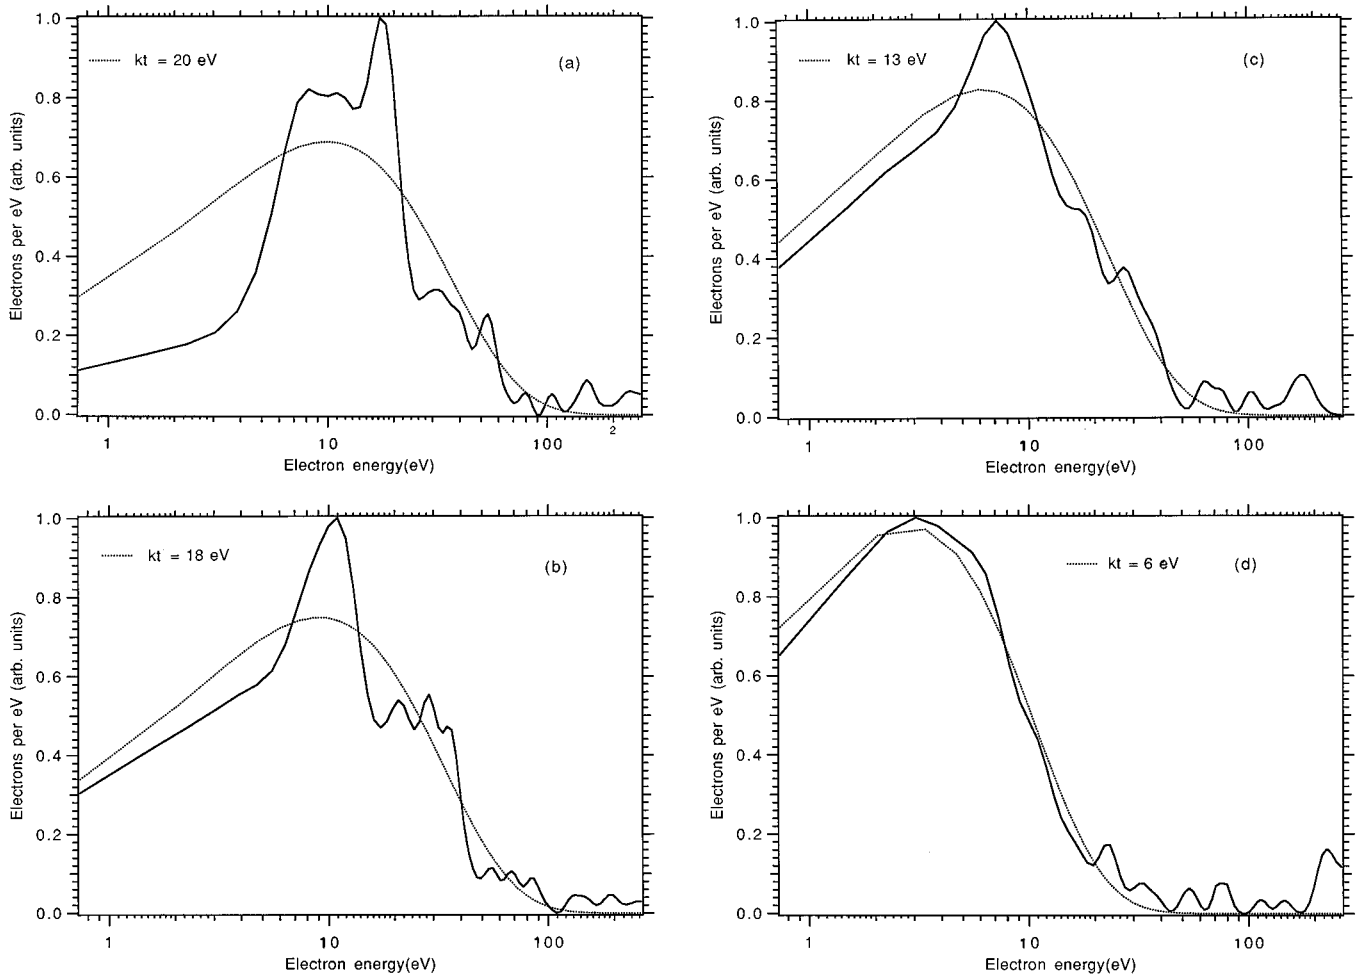 1.0
0.8
0.6
0.4
0.2
0.0
Electrons per eV (arb. units)
kt = 20 eV
(a)
1
10
100
2
Electron energy(eV)
1.0
0.8
0.6
0.4
0.2
0.0
Electrons per eV (arb. units)
kt = 13 eV
(c)
1
10
100
Electron energy(eV)
1.0
0.8
0.6
0.4
0.2
0.0
Electrons per eV (arb. units)
kt = 18 eV
(b)
1
10
100
Electron energy(eV)
1.0
0.8
0.6
0.4
0.2
0.0
Electrons per eV (arb. units)
kt = 6 eV
(d)
1
10
100
Electron energy(eV)